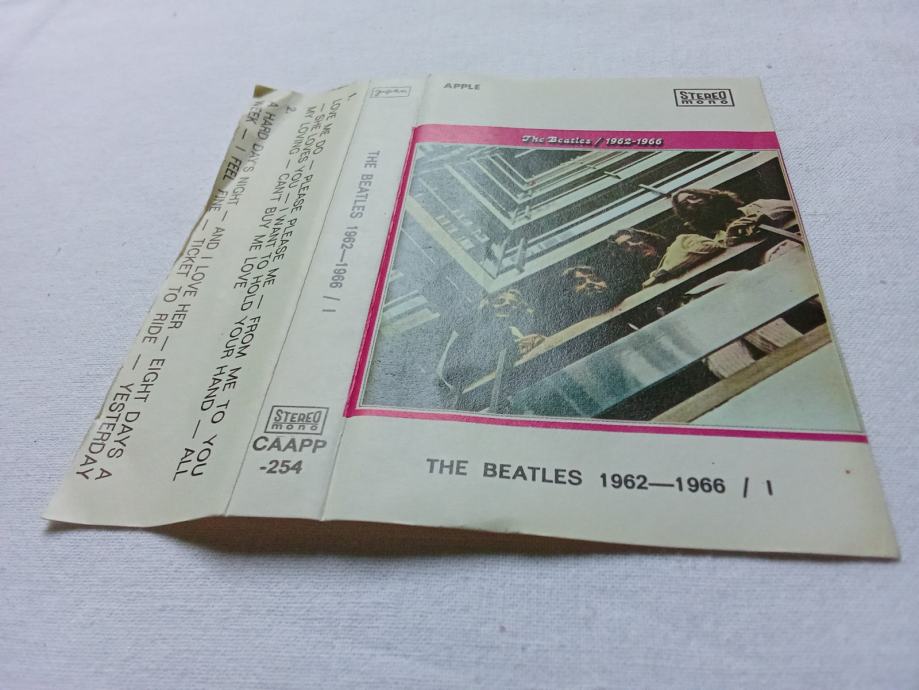 APPLE
STEREO
mono
The Beatles / 1962-1966
THE BEATLES 1962—1966 / I
jugoton
THE BEATLES 1962—1966 / I
STEREO
mono
CAAPP
-254
1.
LOVE ME DO — PLEASE PLEASE ME — FROM ME TO YOU
— SHE LOVES YOU — I WANT TO HOLD YOUR HAND — ALL
MY LOVING — CAN'T BUY ME LOVE
2.
A HARD DAYS NIGHT — AND I LOVE HER — EIGHT DAYS A
WEEK — I FEEL FINE — TICKET TO RIDE — YESTERDAY